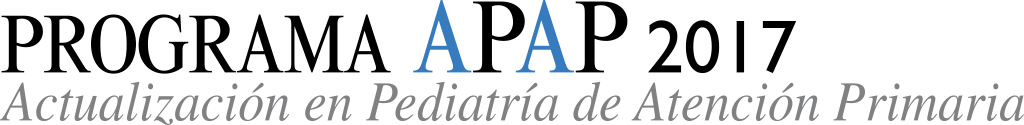 PROGRAMA APAP 2017
Actualización en Pediatría de Atención Primaria